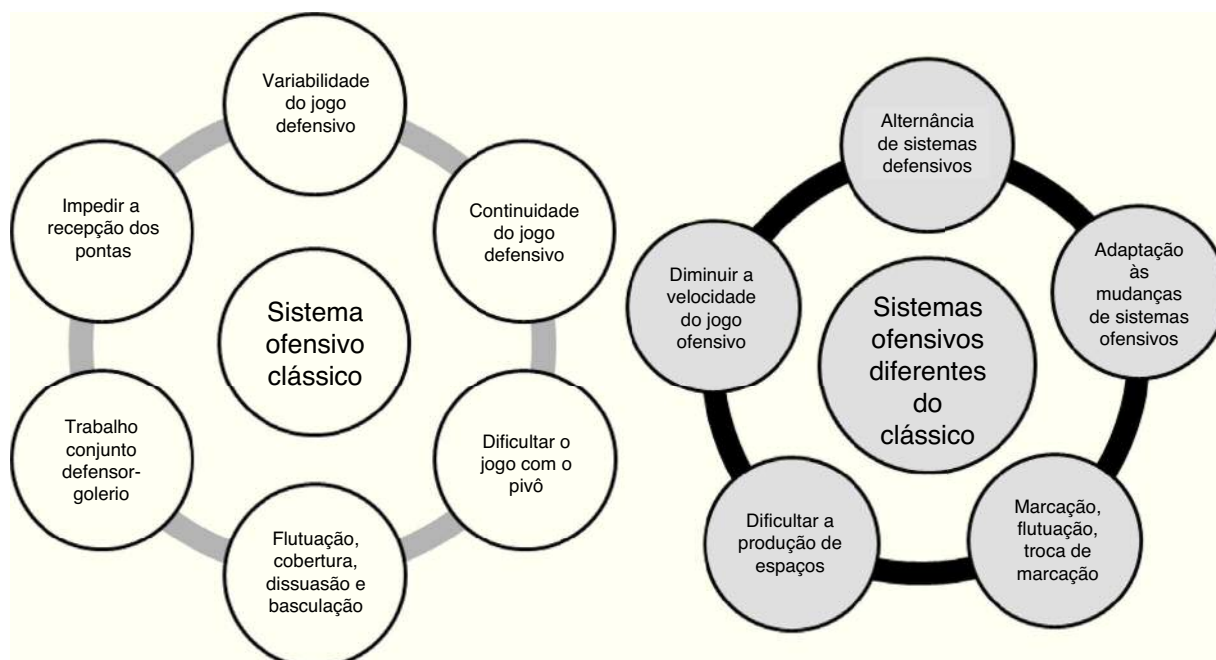 Variabilidade
do jogo
defensivo
Continuidade
do jogo
defensivo
Dificultar o
jogo com o
pivô
Flutuação,
cobertura,
dissuasão e
basculação
Trabalho
conjunto
defensor-
golerio
Impedir a
recepção dos
pontas
Sistema
ofensivo
clássico
Alternância
de sistemas
defensivos
Adaptação
às
mudanças
de sistemas
ofensivos
Marcação,
flutuação,
troca de
marcação
Dificultar a
produção de
espaços
Diminuir a
velocidade
do jogo
ofensivo
Sistemas
ofensivos
diferentes
do
clássico